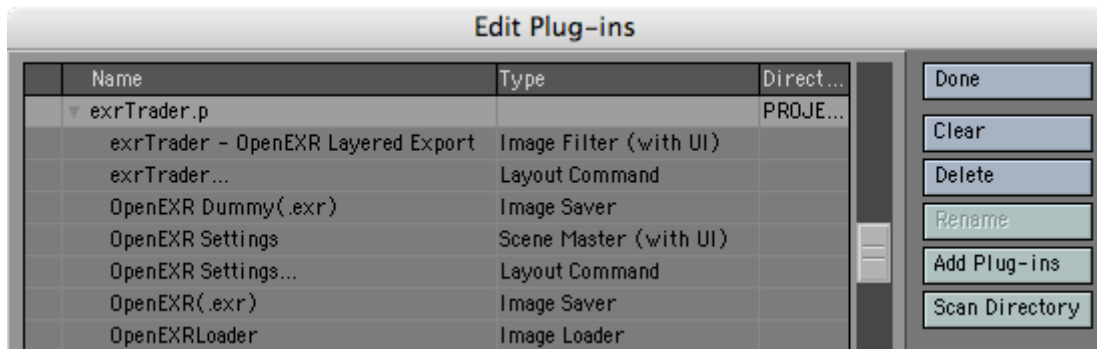 Edit Plug-ins
Name Type Direct...
exrTrader.p PROJE...
exrTrader - OpenEXR Layered Export Image Filter (with UI)
exrTrader... Layout Command
OpenEXR Dummy(.exr) Image Saver
OpenEXR Settings Scene Master (with UI)
OpenEXR Settings... Layout Command
OpenEXR(.exr) Image Saver
OpenEXRLoader Image Loader
Done
Clear
Delete
Rename
Add Plug-ins
Scan Directory